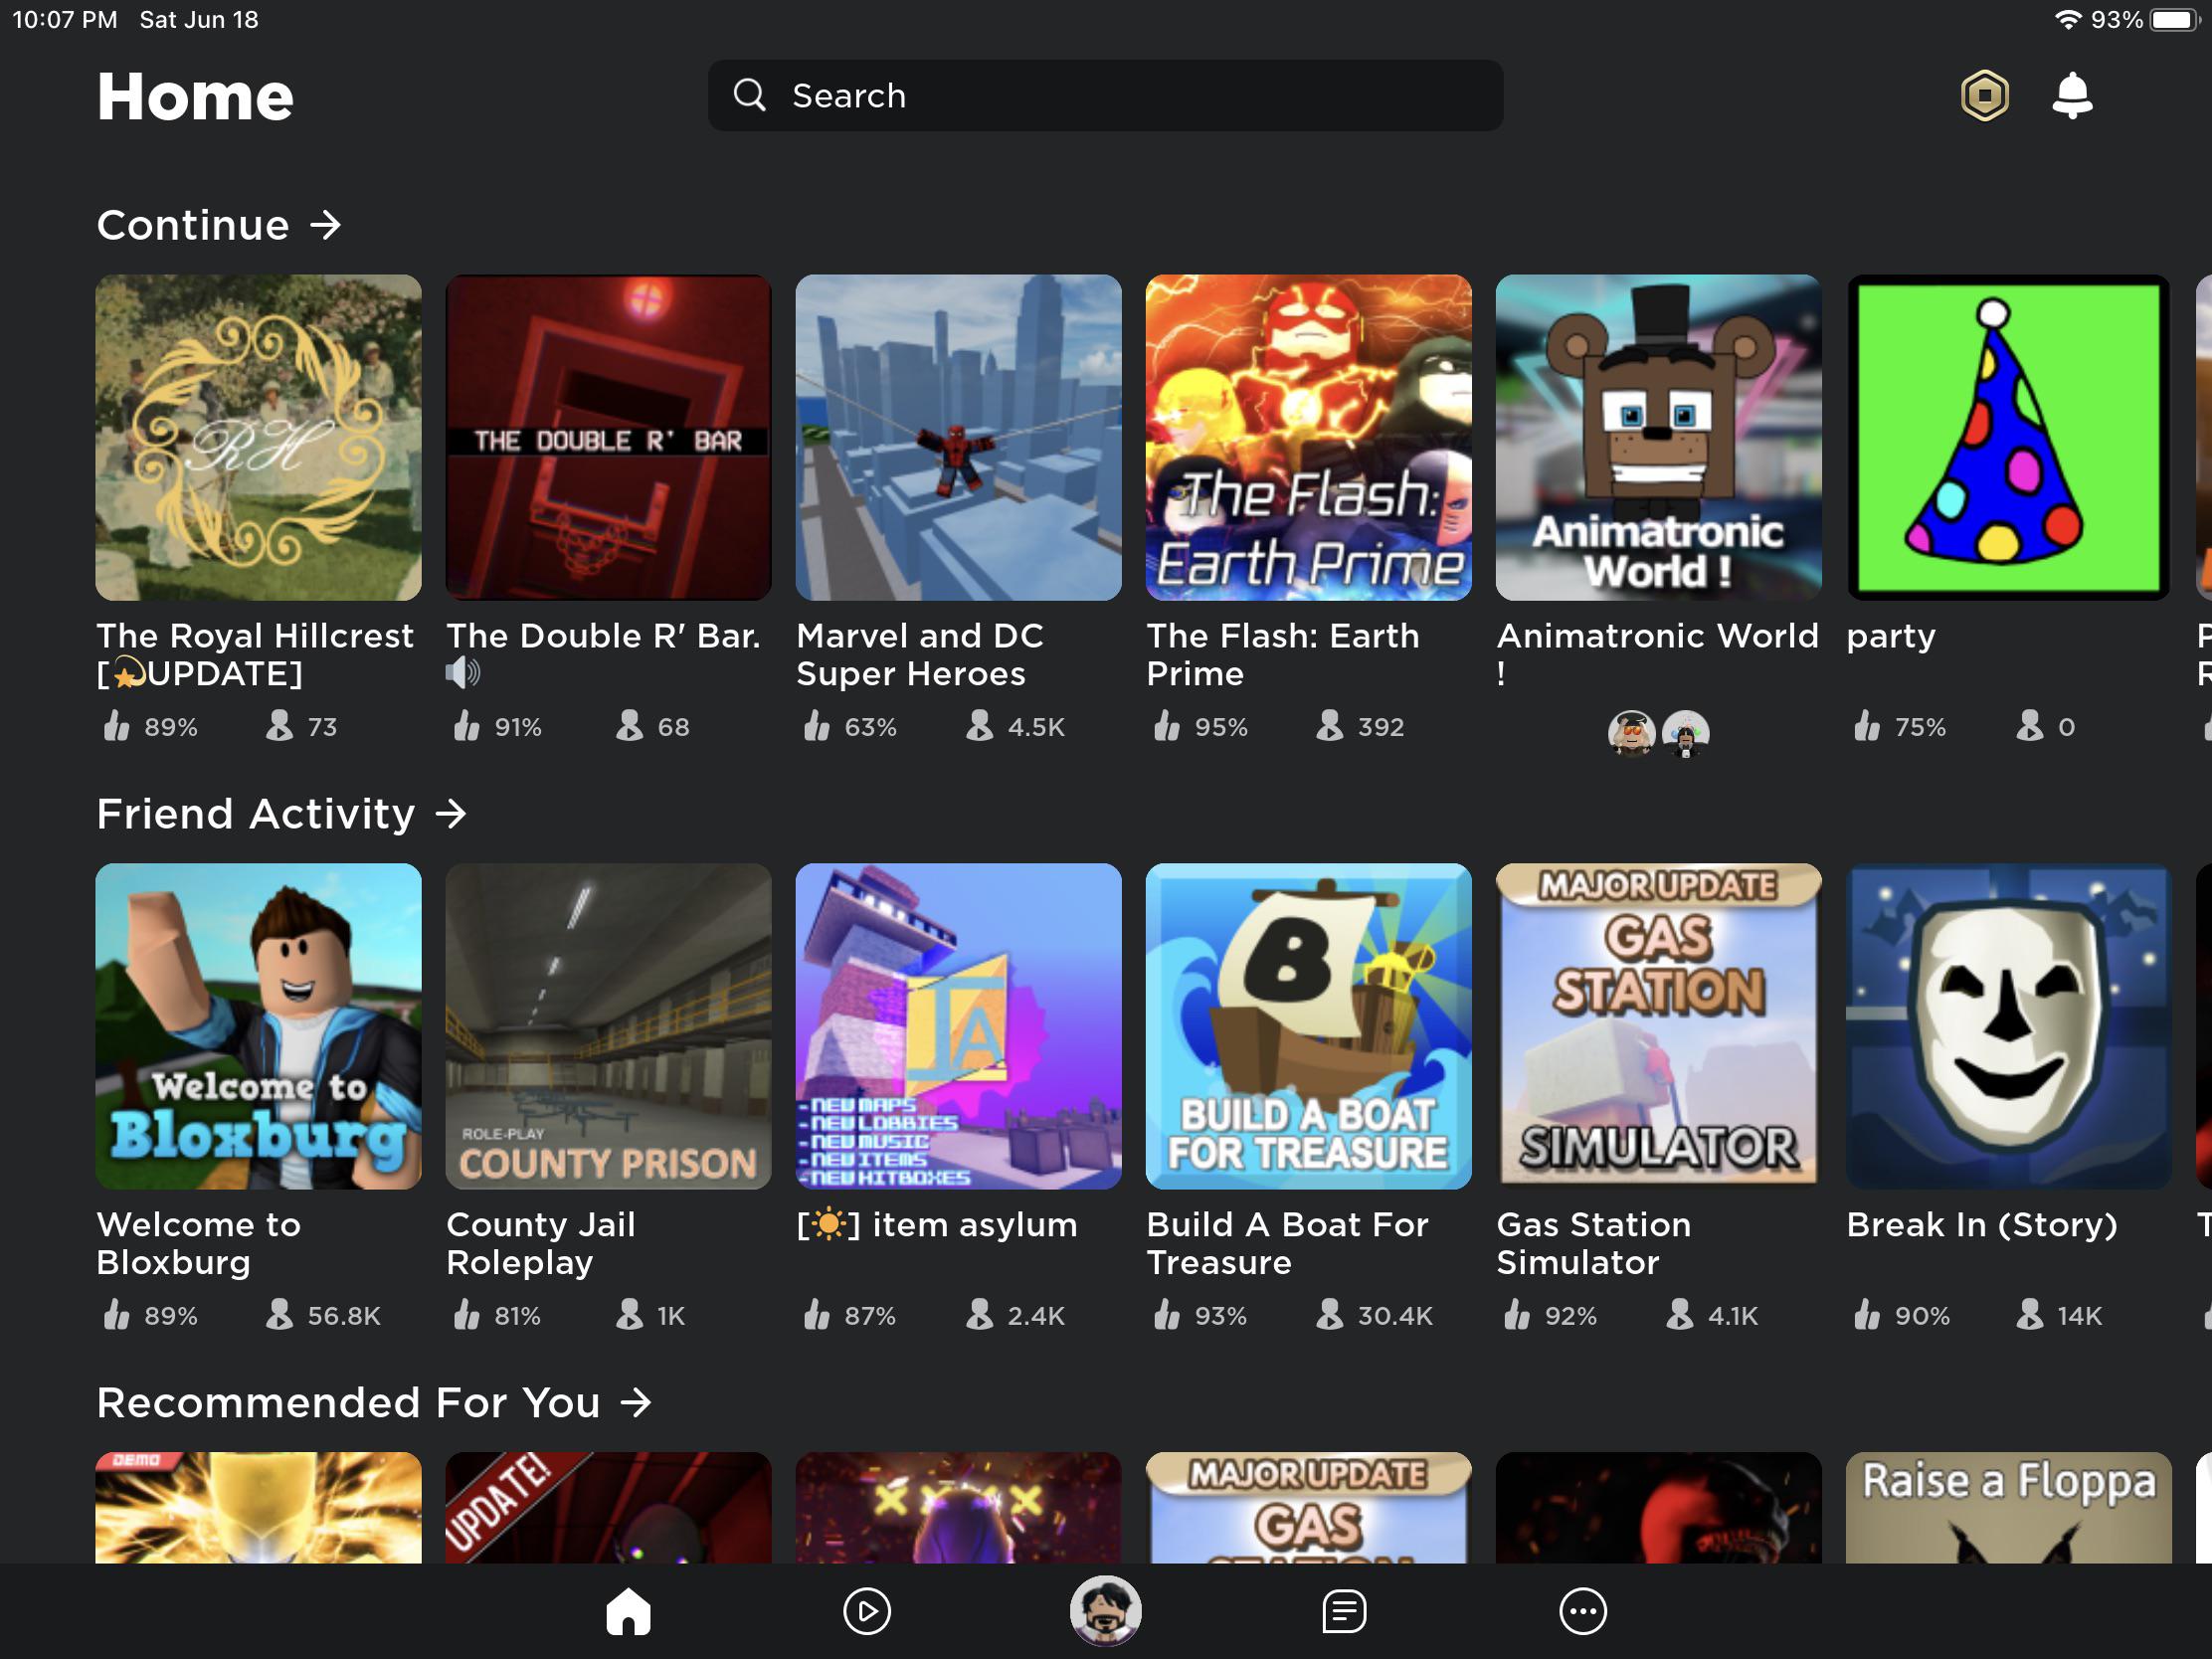 10:07 PM Sat Jun 18 93%
Home
Search
Continue →
RH
THE DOUBLE R' BAR
The Flash:
Earth Prime
Animatronic
World !
The Royal Hillcrest
[💫UPDATE]
The Double R' Bar.
🔊
Marvel and DC
Super Heroes
The Flash: Earth
Prime
Animatronic World
!
party
89% 73
91% 68
63% 4.5K
95% 392
75% 0
Friend Activity →
Welcome to
Bloxburg
ROLE-PLAY
COUNTY PRISON
IA
-NEW MAPS
-NEW LOBBIES
-NEW MUSIC
-NEW ITEMS
-NEW HITBOXES
B
BUILD A BOAT
FOR TREASURE
MAJOR UPDATE
GAS
STATION
SIMULATOR
Welcome to
Bloxburg
County Jail
Roleplay
[☀️] item asylum
Build A Boat For
Treasure
Gas Station
Simulator
Break In (Story)
89% 56.8K
81% 1K
87% 2.4K
93% 30.4K
92% 4.1K
90% 14K
Recommended For You →
DEMO
UPDATE!
MAJOR UPDATE
GAS
Raise a Floppa